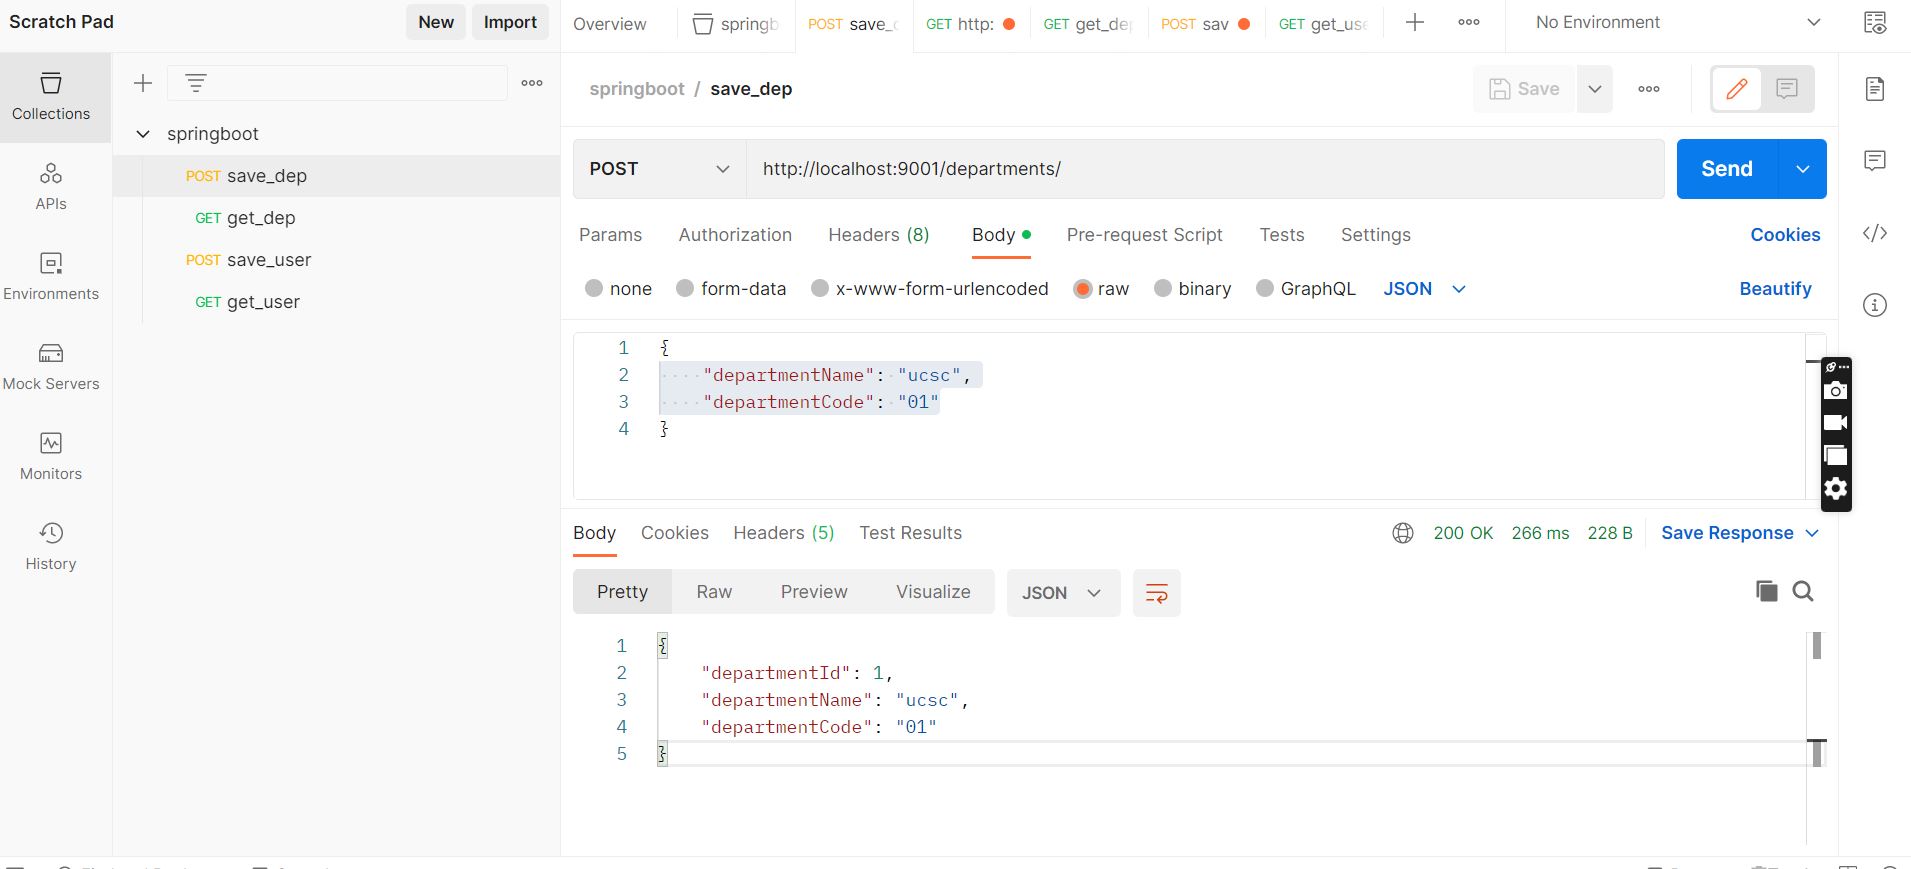 Scratch Pad
New
Import
Overview
springb
POST save_
GET http:
GET get_de
POST sav
GET get_us
No Environment
Collections
APIs
Environments
Mock Servers
Monitors
History
springboot
POST save_dep
GET get_dep
POST save_user
GET get_user
springboot / save_dep
Save
POST
http://localhost:9001/departments/
Send
Params
Authorization
Headers (8)
Body
Pre-request Script
Tests
Settings
Cookies
none
form-data
x-www-form-urlencoded
raw
binary
GraphQL
JSON
Beautify
1 {
2 "departmentName": "ucsc",
3 "departmentCode": "01"
4 }
Body
Cookies
Headers (5)
Test Results
200 OK
266 ms
228 B
Save Response
Pretty
Raw
Preview
Visualize
JSON
1 {
2 "departmentId": 1,
3 "departmentName": "ucsc",
4 "departmentCode": "01"
5 }